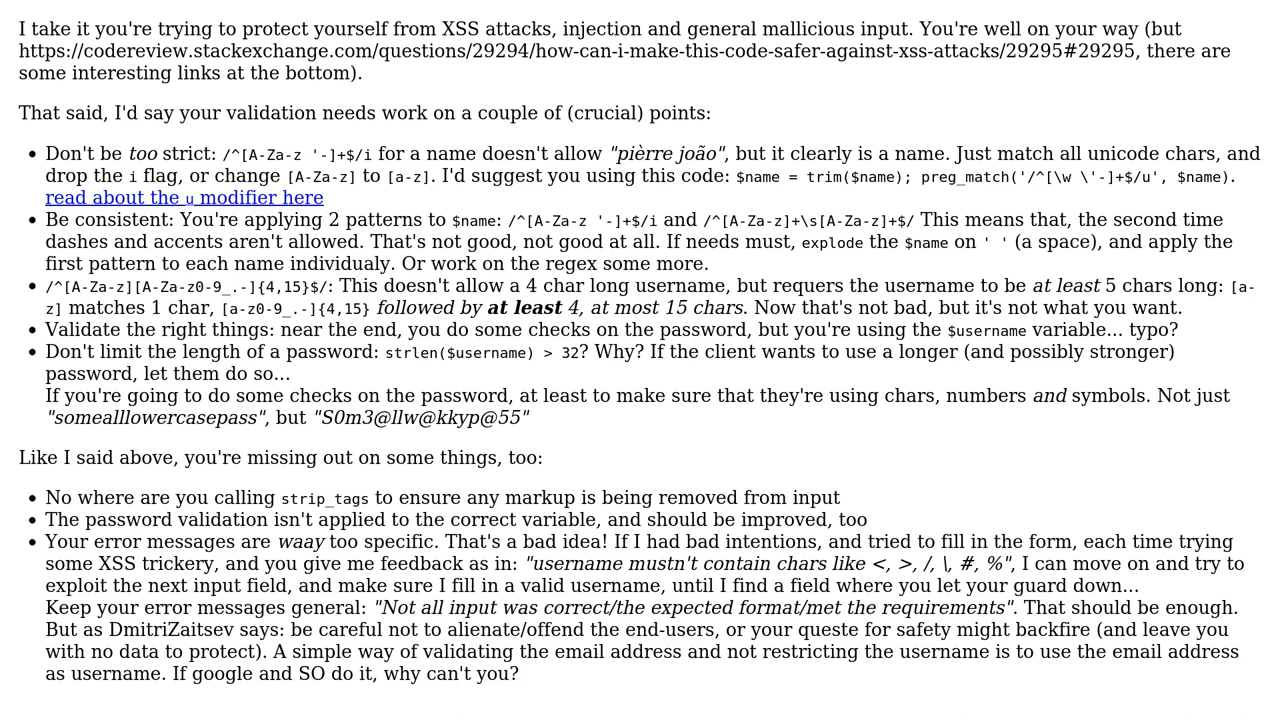 I take it you're trying to protect yourself from XSS attacks, injection and general mallicious input. You're well on your way (but
https://codereview.stackexchange.com/questions/29294/how-can-i-make-this-code-safer-against-xss-attacks/29295#29295, there are
some interesting links at the bottom).
That said, I'd say your validation needs work on a couple of (crucial) points:
• Don't be too strict: /^[A-Za-z '-]+$/i for a name doesn't allow "pièrre joão", but it clearly is a name. Just match all unicode chars, and
drop the i flag, or change [A-Za-z] to [a-z]. I'd suggest you using this code: $name = trim($name); preg_match('/^[\w \'-]+$/u', $name).
read about the u modifier here
• Be consistent: You're applying 2 patterns to $name: /^[A-Za-z '-]+$/i and /^[A-Za-z]+\s[A-Za-z]+$/ This means that, the second time
dashes and accents aren't allowed. That's not good, not good at all. If needs must, explode the $name on ' ' (a space), and apply the
first pattern to each name individualy. Or work on the regex some more.
• /^[A-Za-z][A-Za-z0-9_.-]{4,15}$/: This doesn't allow a 4 char long username, but requers the username to be at least 5 chars long: [a-
z] matches 1 char, [a-z0-9_.-]{4,15} followed by at least 4, at most 15 chars. Now that's not bad, but it's not what you want.
• Validate the right things: near the end, you do some checks on the password, but you're using the $username variable... typo?
• Don't limit the length of a password: strlen($username) > 32? Why? If the client wants to use a longer (and possibly stronger)
password, let them do so...
If you're going to do some checks on the password, at least to make sure that they're using chars, numbers and symbols. Not just
"somealllowercasepass", but "S0m3@llw@kkyp@55"
Like I said above, you're missing out on some things, too:
• No where are you calling strip_tags to ensure any markup is being removed from input
• The password validation isn't applied to the correct variable, and should be improved, too
• Your error messages are waay too specific. That's a bad idea! If I had bad intentions, and tried to fill in the form, each time trying
some XSS trickery, and you give me feedback as in: "username mustn't contain chars like <, >, /, \, #, %", I can move on and try to
exploit the next input field, and make sure I fill in a valid username, until I find a field where you let your guard down...
Keep your error messages general: "Not all input was correct/the expected format/met the requirements". That should be enough.
But as DmitriZaitsev says: be careful not to alienate/offend the end-users, or your queste for safety might backfire (and leave you
with no data to protect). A simple way of validating the email address and not restricting the username is to use the email address
as username. If google and SO do it, why can't you?